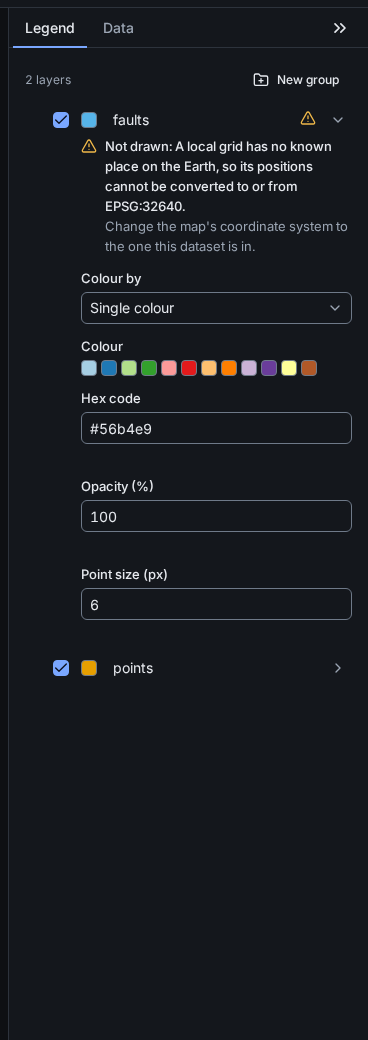 Legend
Data
2 layers
New group
faults
Not drawn: A local grid has no known
place on the Earth, so its positions
cannot be converted to or from
EPSG:32640.
Change the map's coordinate system to
the one this dataset is in.
Colour by
Single colour
Colour
Hex code
#56b4e9
Opacity (%)
100
Point size (px)
6
points